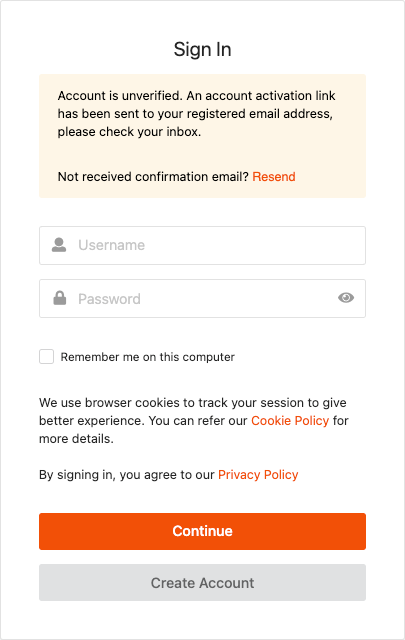 Sign In
Account is unverified. An account activation link
has been sent to your registered email address,
please check your inbox.
Not received confirmation email? Resend
Username
Password
Remember me on this computer
We use browser cookies to track your session to give
better experience. You can refer our Cookie Policy for
more details.
By signing in, you agree to our Privacy Policy
Continue
Create Account